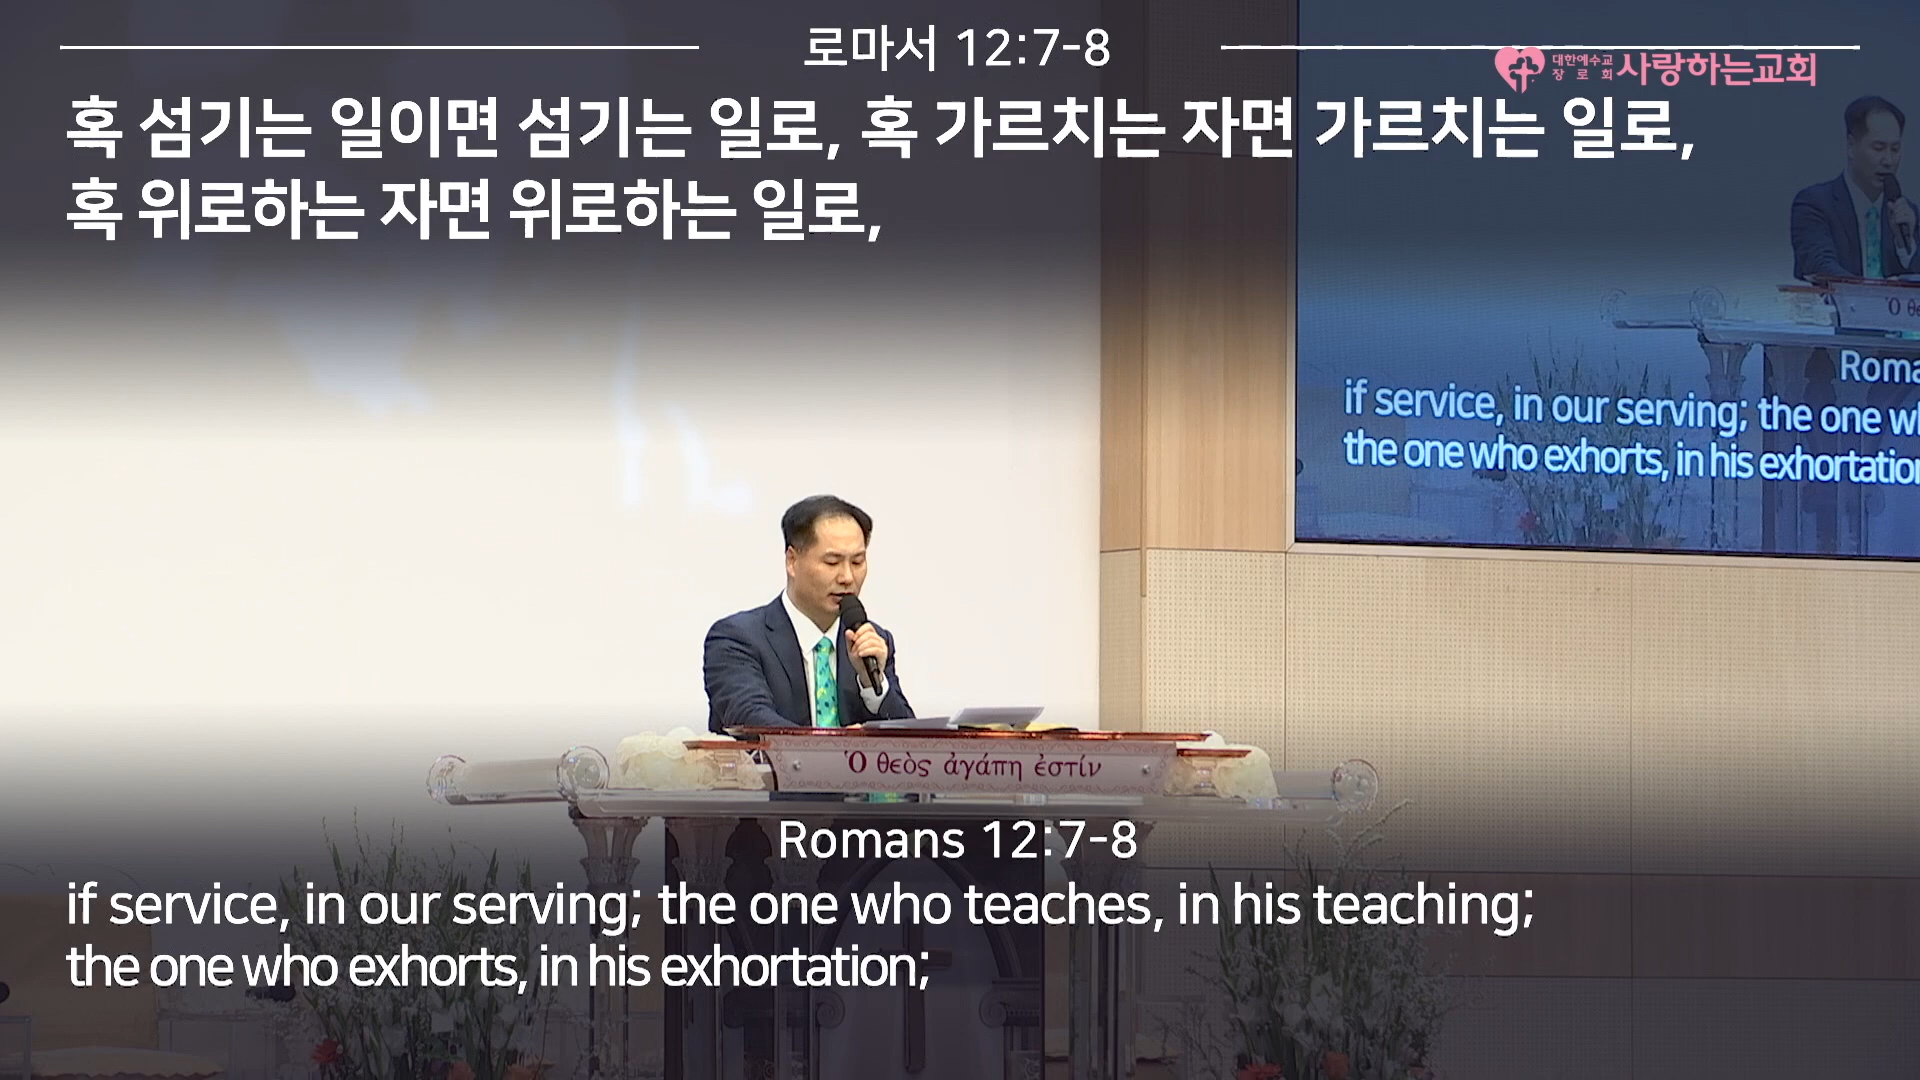 로마서 12:7-8
대한예수교
장로회
사랑하는교회
혹 섬기는 일이면 섬기는 일로, 혹 가르치는 자면 가르치는 일로,
혹 위로하는 자면 위로하는 일로,
Ὁ θε
Roma
if service, in our serving; the one w
the one who exhorts, in his exhortation
Ὁ θεὸς ἀγάπη ἐστίν
Romans 12:7-8
if service, in our serving; the one who teaches, in his teaching;
the one who exhorts, in his exhortation;